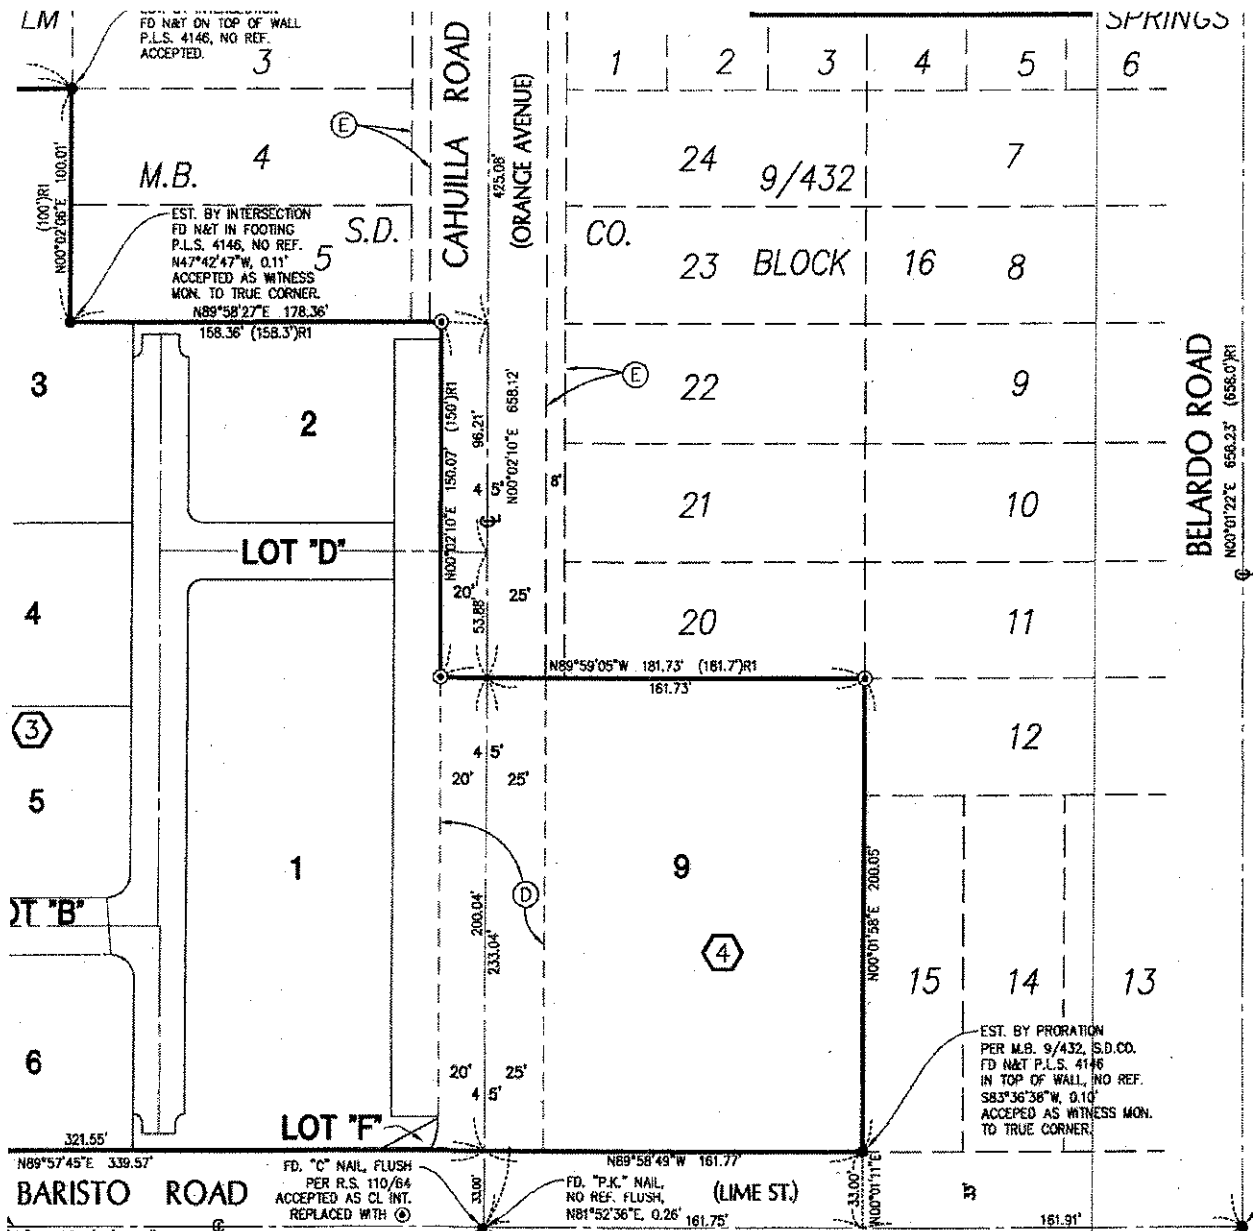 LM
FD N&T ON TOP OF WALL
P.L.S. 4146, NO REF.
ACCEPTED.
3
CAHUILLA ROAD
(ORANGE AVENUE)
425.08'
SPRINGS
1
2
3
4
5
6
E
4
M.B.
24
9/432
7
(100')R1
N00°02'06"E 100.01'
EST. BY INTERSECTION
FD N&T IN FOOTING
P.L.S. 4146, NO REF.
N47°42'47"W, 0.11'
ACCEPTED AS WITNESS
MON. TO TRUE CORNER.
S.D.
5
CO.
23
BLOCK
16
8
N89°58'27"E 178.36'
158.36' (158.3')R1
3
2
N00°02'10"E 150.07' (150')R1
96.21'
N00°02'10"E 658.12'
E
22
9
BELARDO ROAD
N00°01'22"E 658.23' (658.0')R1
45'
8'
21
10
LOT "D"
20'
25'
53.88'
4
20
11
N89°59'05"W 181.73' (181.7')R1
161.73'
3
45'
20'
25'
12
5
1
D
9
200.04'
233.04'
N00°01'58"E 200.05'
4
OT "B"
15
14
13
EST. BY PRORATION
PER M.B. 9/432, S.D.CO.
FD N&T P.L.S. 4146
IN TOP OF WALL, NO REF.
S83°36'38"W, 0.10'
ACCEPED AS WITNESS MON.
TO TRUE CORNER.
6
20'
25'
45'
LOT "F"
321.55'
N89°57'45"E 339.57'
BARISTO ROAD
FD. "C" NAIL, FLUSH
PER R.S. 110/64
ACCEPTED AS CL INT.
REPLACED WITH
33.00'
FD. "P.K." NAIL,
NO REF. FLUSH,
N81°52'36"E, 0.26'
161.75'
N89°58'49"W 161.77'
(LIME ST.)
33.00'
N00°01'11"E
33'
161.91'